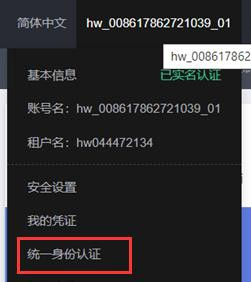 简体中文 hw_008617862721039_01
hw_00861786
基本信息 已实名认证
账号名：hw_008617862721039_01
租户名：hw044472134
安全设置
我的凭证
统一身份认证